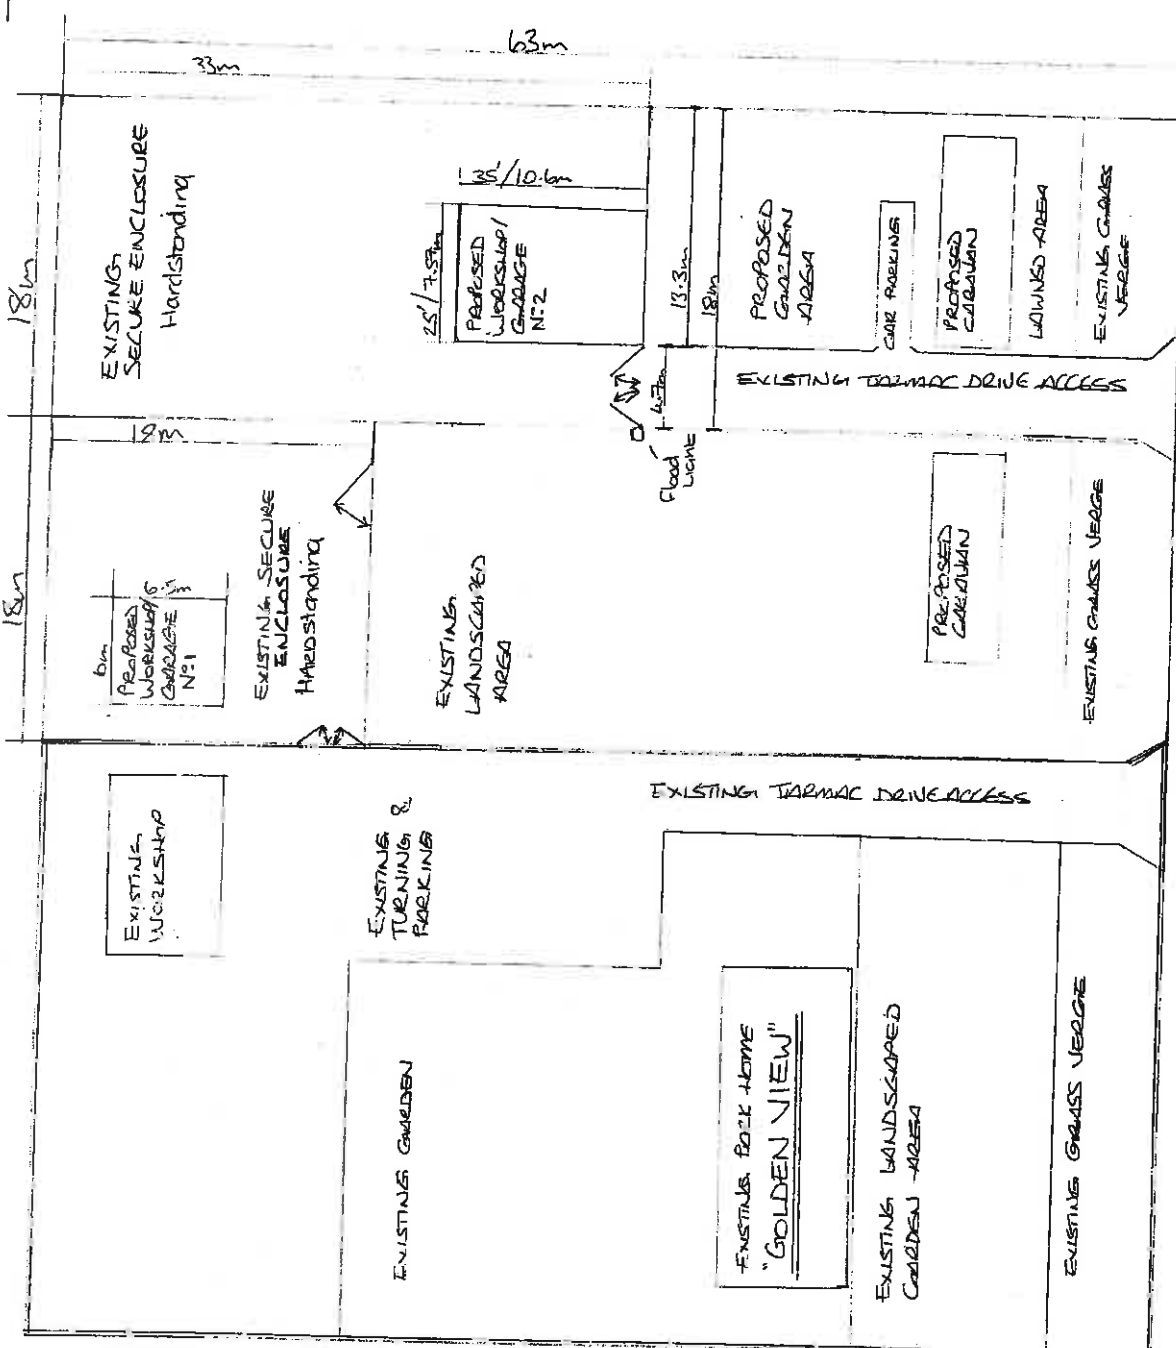 63m
33m
18m
EXISTING
SECURE ENCLOSURE
Hardstanding
35'/10.6m
25'/7.57m
PROPOSED
WORKSHOP/
GARAGE
Nº2
13.3m
18m
4.7m
PROPOSED
GARDEN
AREA
CAR PARKING
PROPOSED
CARAVAN
LAWNED AREA
EXISTING GRASS
VERGE
EXISTING TARMAC DRIVE ACCESS
Flood
Light
18m
18m
6m
PROPOSED
WORKSHOP/
GARAGE
Nº1
EXISTING SECURE
ENCLOSURE
HARDstanding
EXISTING
LANDSCAPED
AREA
PROPOSED
CARAVAN
EXISTING GRASS VERGE
EXISTING TARMAC DRIVE ACCESS
EXISTING
WORKSHOP
EXISTING
TURNING &
PARKING
EXISTING GARDEN
EXISTING PARK HOME
"GOLDEN VIEW"
EXISTING LANDSCAPED
GARDEN AREA
EXISTING GRASS VERGE